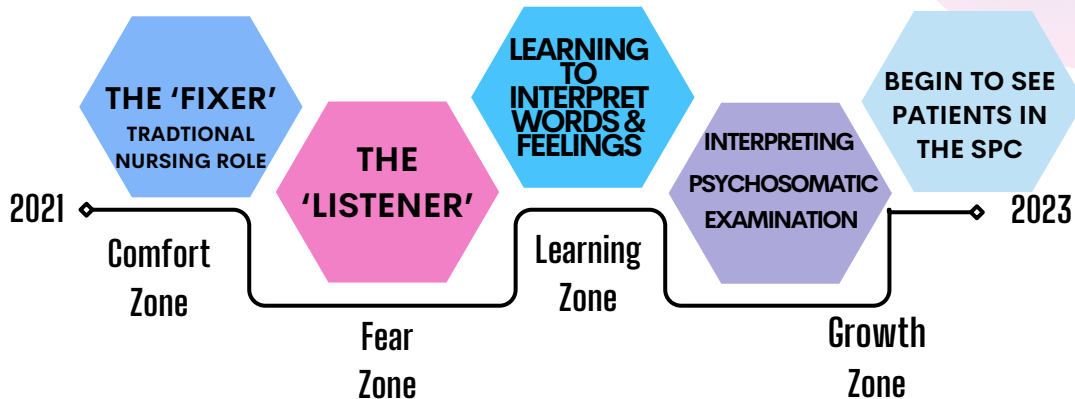 THE 'FIXER'
TRADTIONAL
NURSING ROLE
THE
'LISTENER'
LEARNING
TO
INTERPRET
WORDS &
FEELINGS
INTERPRETING
PSYCHOSOMATIC
EXAMINATION
BEGIN TO SEE
PATIENTS IN
THE SPC
2021
2023
Comfort
Zone
Fear
Zone
Learning
Zone
Growth
Zone